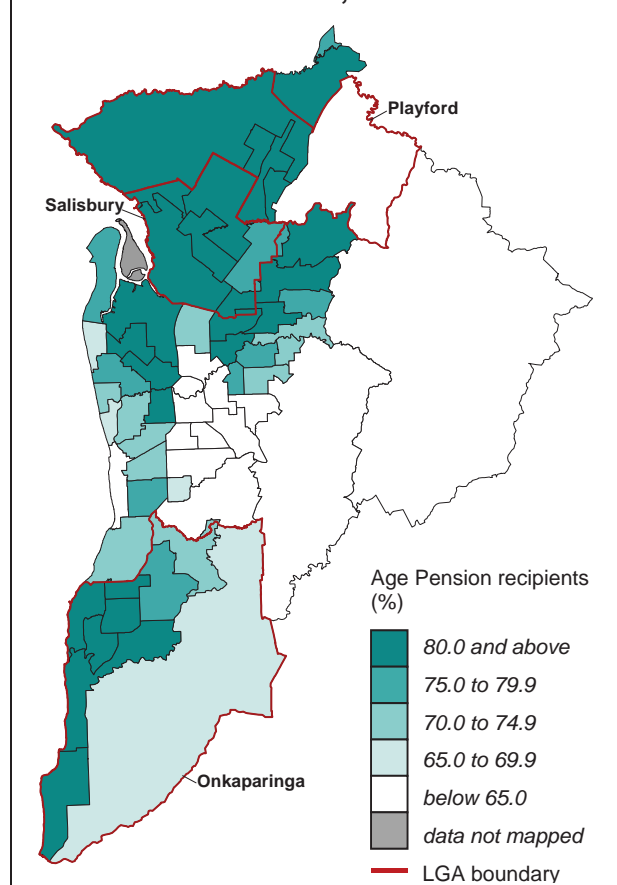 Playford
Salisbury
Age Pension recipients
(%)
80.0 and above
75.0 to 79.9
70.0 to 74.9
65.0 to 69.9
below 65.0
data not mapped
LGA boundary
Onkaparinga